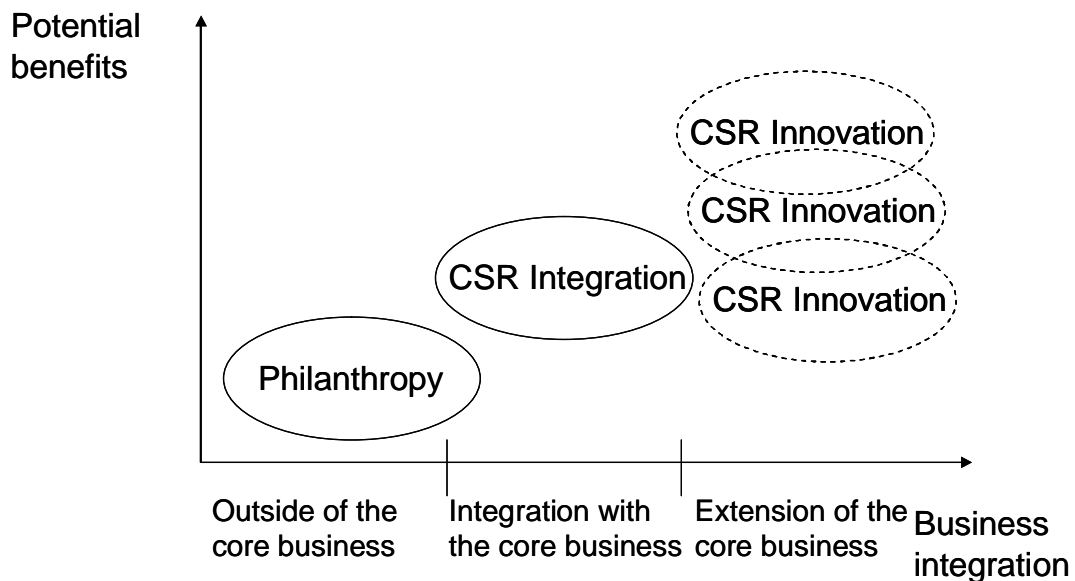 Potential
benefits
CSR Innovation
CSR Innovation
CSR Integration
CSR Innovation
Philanthropy
Outside of the
core business
Integration with
the core business
Extension of the
core business
Business
integration